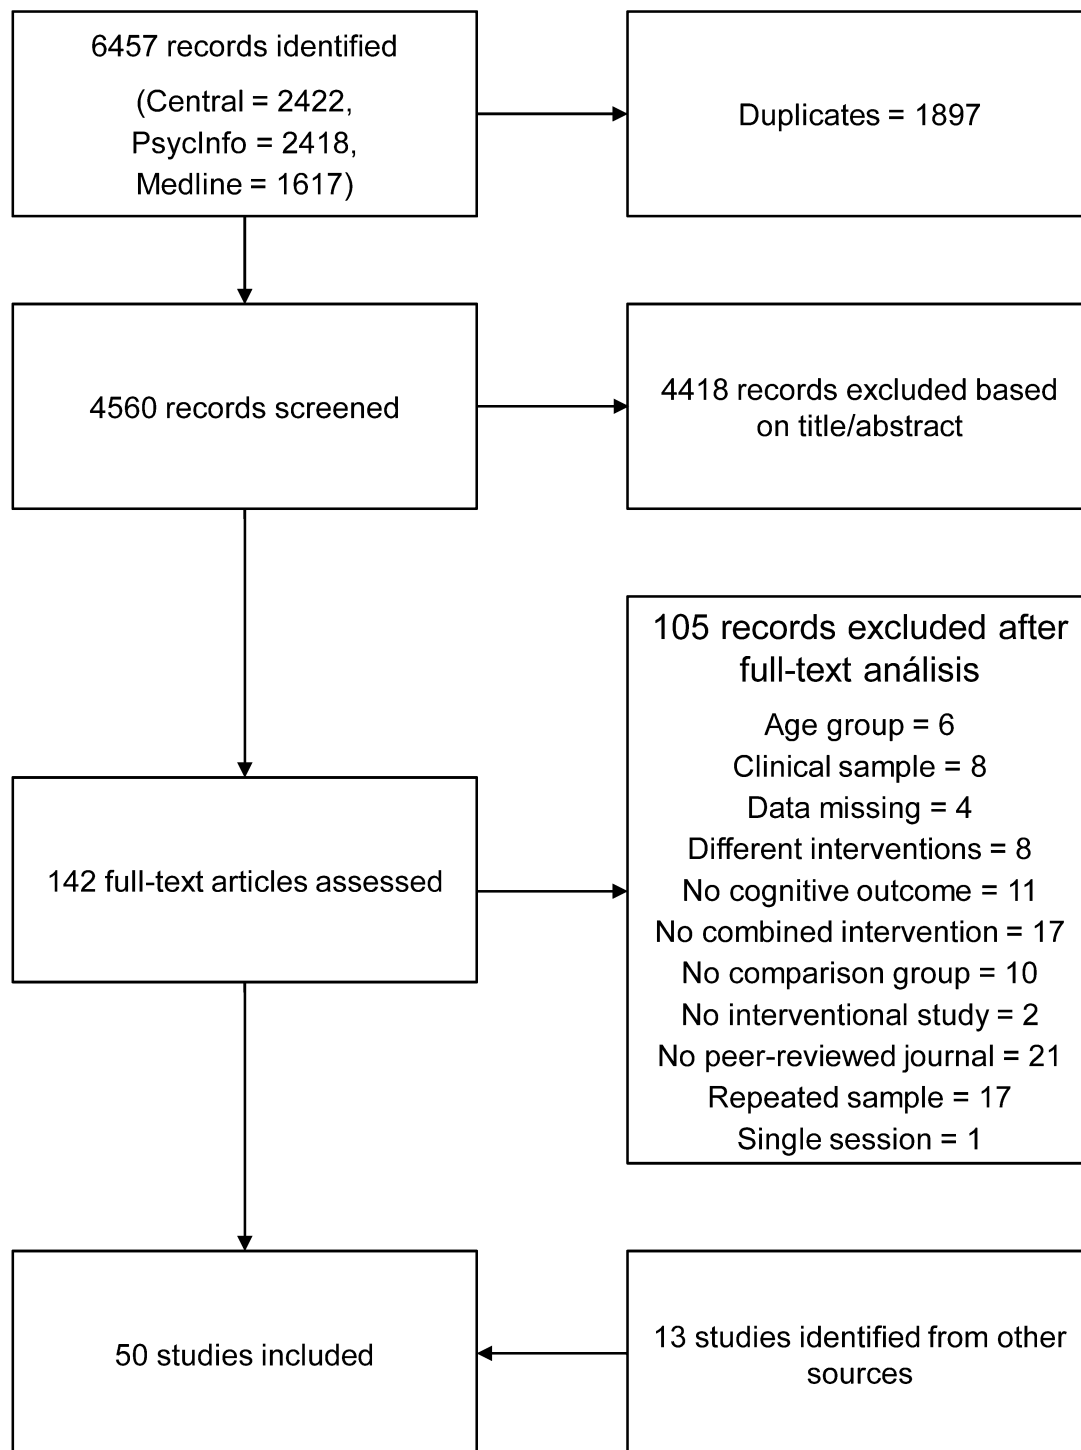 6457 records identified
(Central = 2422,
PsycInfo = 2418,
Medline = 1617)
Duplicates = 1897
4560 records screened
4418 records excluded based
on title/abstract
142 full-text articles assessed
105 records excluded after
full-text análisis
Age group = 6
Clinical sample = 8
Data missing = 4
Different interventions = 8
No cognitive outcome = 11
No combined intervention = 17
No comparison group = 10
No interventional study = 2
No peer-reviewed journal = 21
Repeated sample = 17
Single session = 1
50 studies included
13 studies identified from other
sources